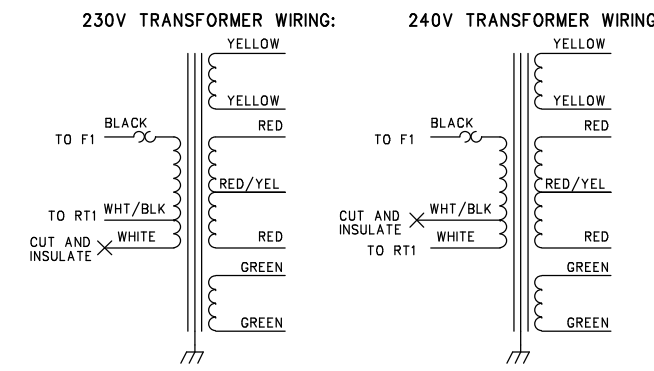 230V TRANSFORMER WIRING:
YELLOW
YELLOW
BLACK
TO F1
RED
RED/YEL
TO RT1
WHT/BLK
CUT AND
INSULATE
WHITE
RED
GREEN
GREEN
240V TRANSFORMER WIRING
YELLOW
YELLOW
BLACK
TO F1
RED
RED/YEL
CUT AND
INSULATE
WHT/BLK
WHITE
TO RT1
RED
GREEN
GREEN